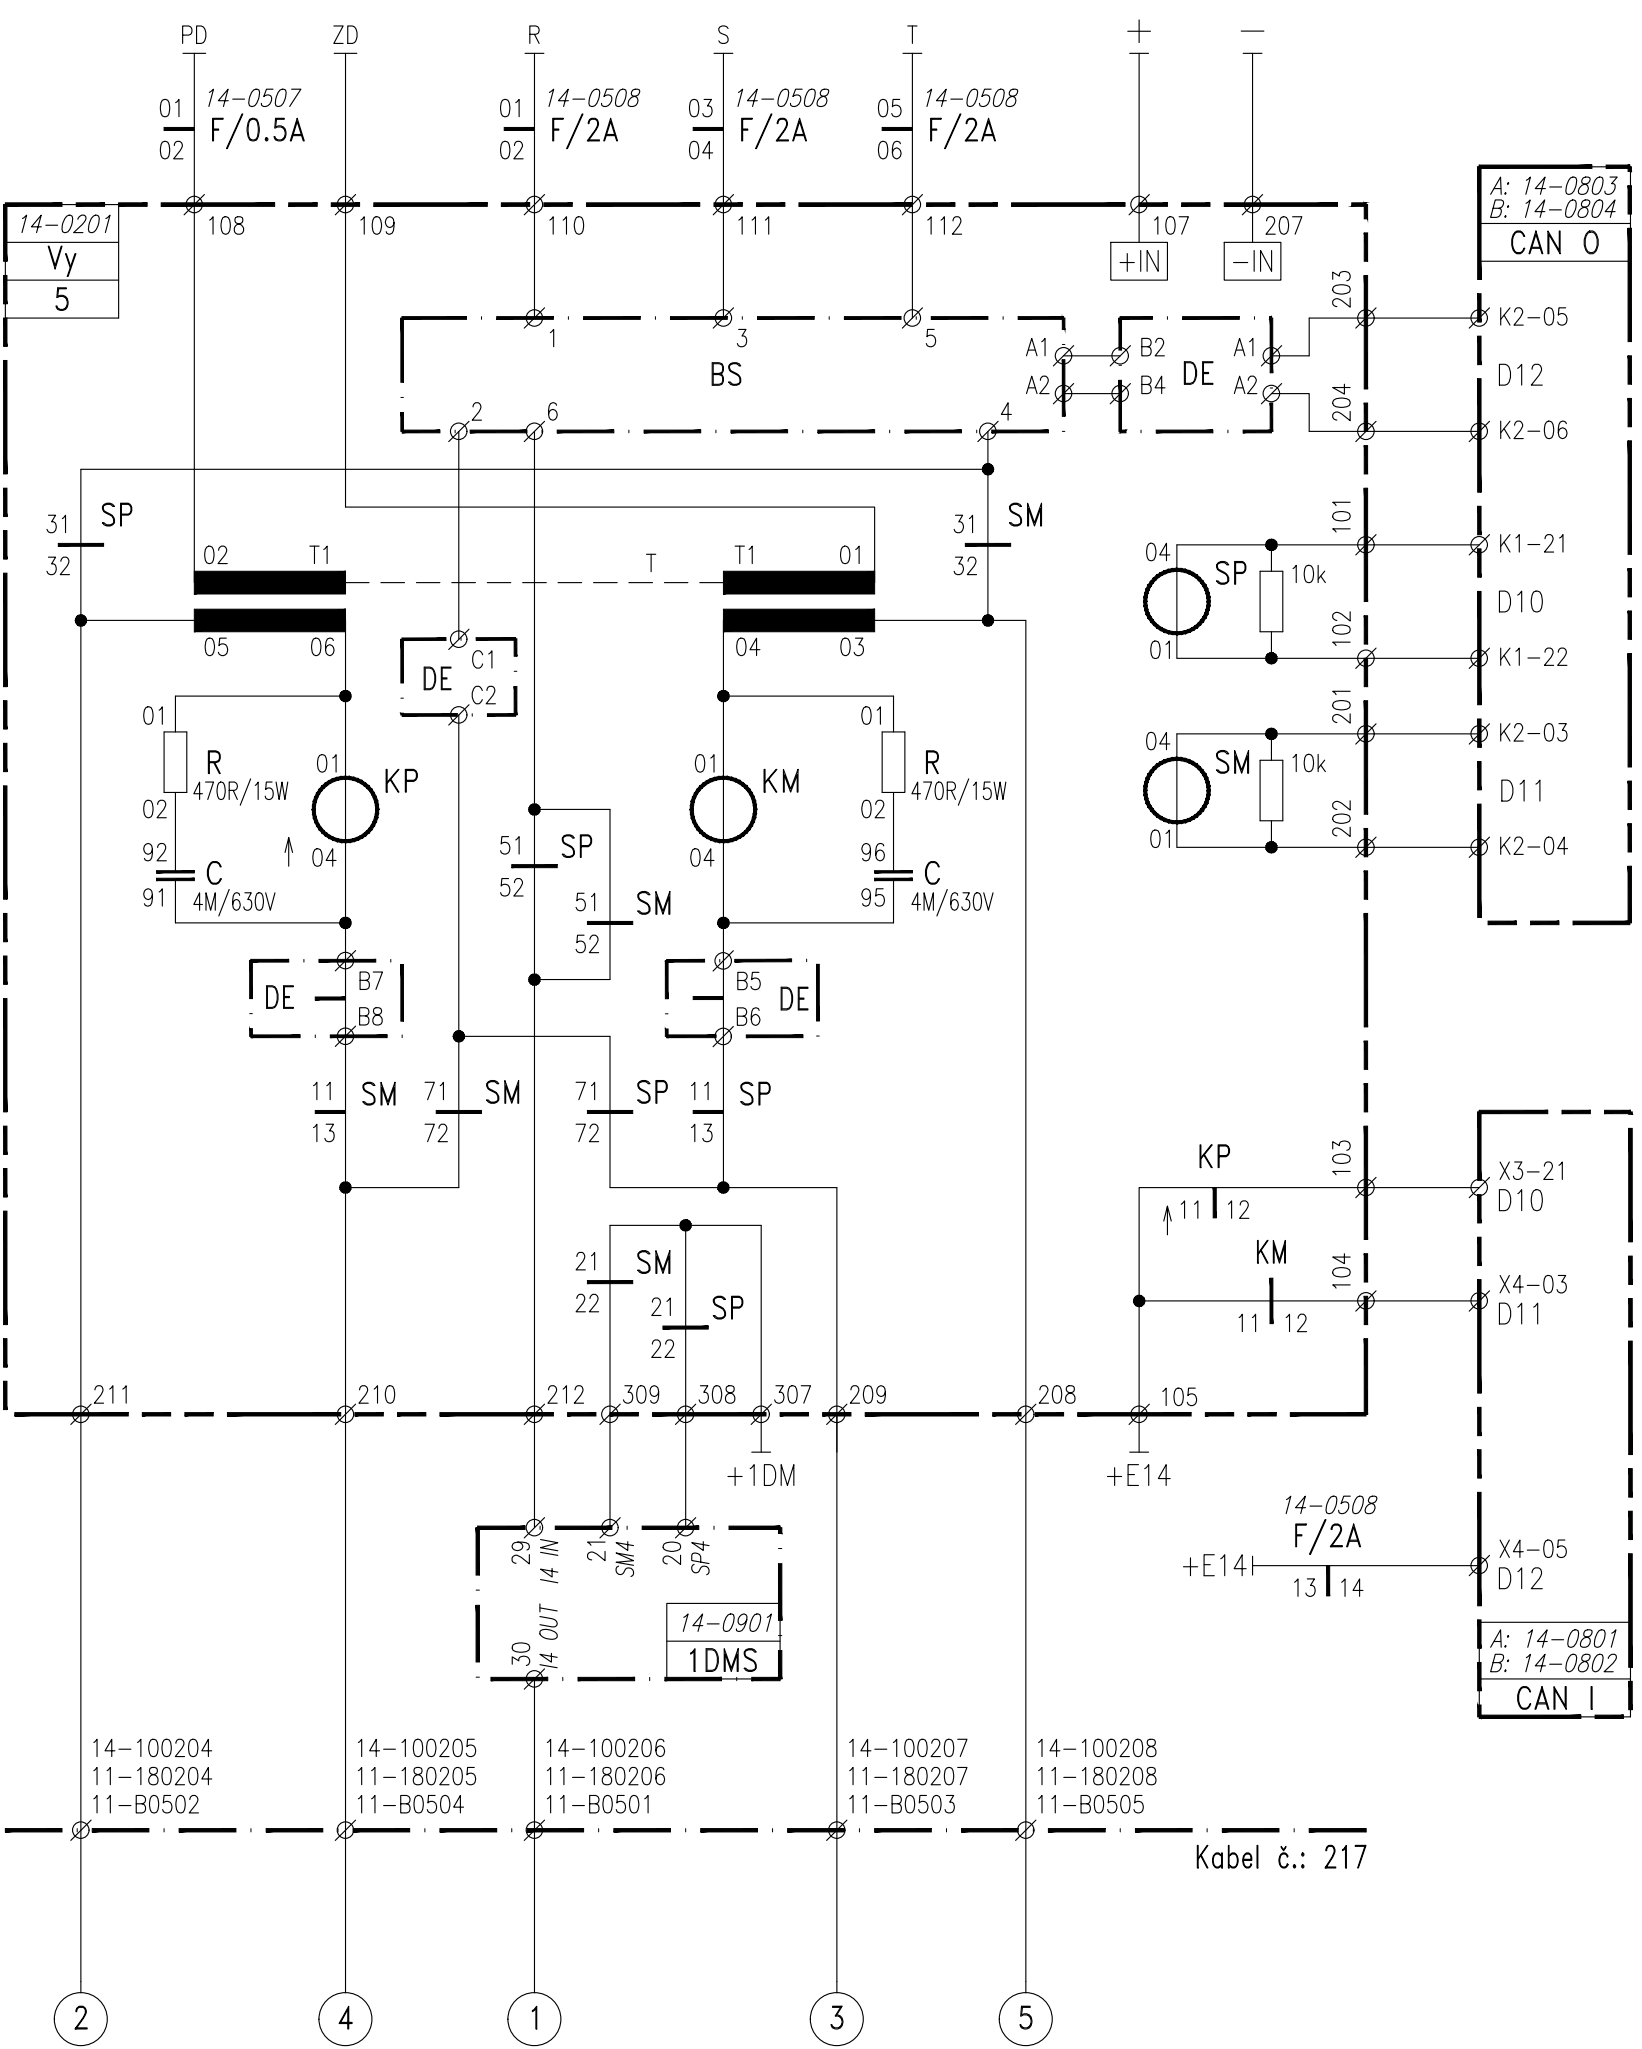 PD ZD R S T + −
01 14-0507 01 14-0508 03 14-0508 05 14-0508
F/0.5A F/2A F/2A F/2A
02 02 04 06
14-0201
Vy
5
108 109 110 111 112 107 207
+IN −IN
A: 14-0803
B: 14-0804
CAN O
203
K2-05
1 3 5
BS
A1 B2 A1
DE
A2 B4 A2
D12
204
K2-06
2 6 4
31 SP
32
31 SM
32
101
K1-21
02 T1 T T1 01
05 06 04 03
04 SP 10k
01
D10
102
K1-22
C1
DE
C2
201
K2-03
01 R
470R/15W
02
01 KP
04
01 KM
04
01
R
470R/15W
02
04 SM 10k
01
D11
202
K2-04
92 C
91 4M/630V
51 SP
52
51 SM
52
96 C
95 4M/630V
DE B7
B8
B5 DE
B6
11 SM
13
71 SM
72
71 SP
72
11 SP
13
KP
11 12
103
X3-21
D10
KM
11 12
104
X4-03
D11
21 SM
22
21 SP
22
211 210 212 309 308 307 209 208 105
+1DM +E14
14-0508
F/2A
+E14
13 14
X4-05
D12
29 I4 IN
21 SM4
20 SP4
30 I4 OUT
14-0901
1DMS
A: 14-0801
B: 14-0802
CAN I
14-100204 14-100205 14-100206 14-100207 14-100208
11-180204 11-180205 11-180206 11-180207 11-180208
11-B0502 11-B0504 11-B0501 11-B0503 11-B0505
Kabel č.: 217
2 4 1 3 5